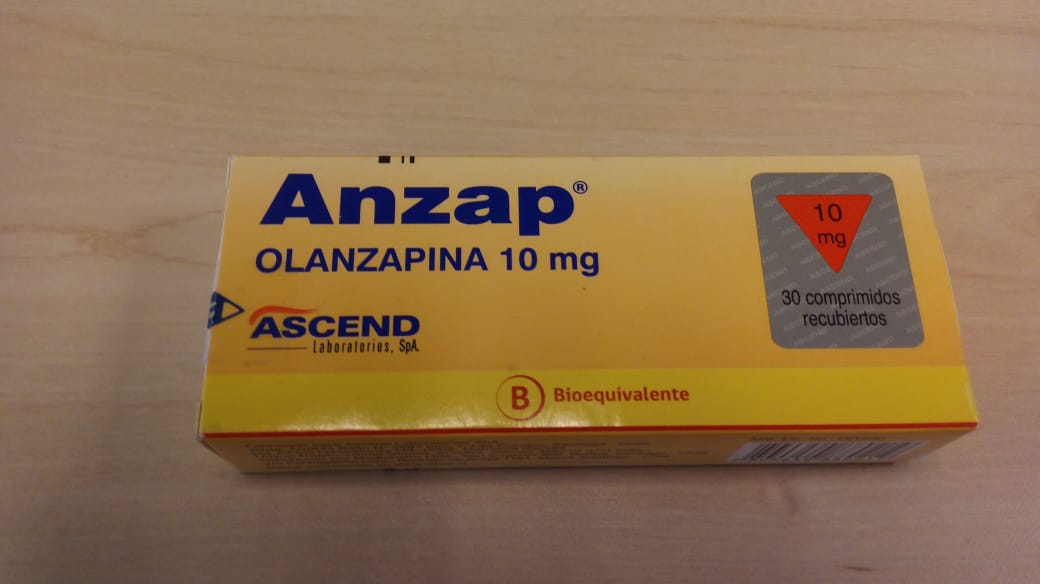 Anzap®
OLANZAPINA 10 mg
ASCEND
Laboratories, SpA.
10
mg
30 comprimidos
recubiertos
B Bioequivalente